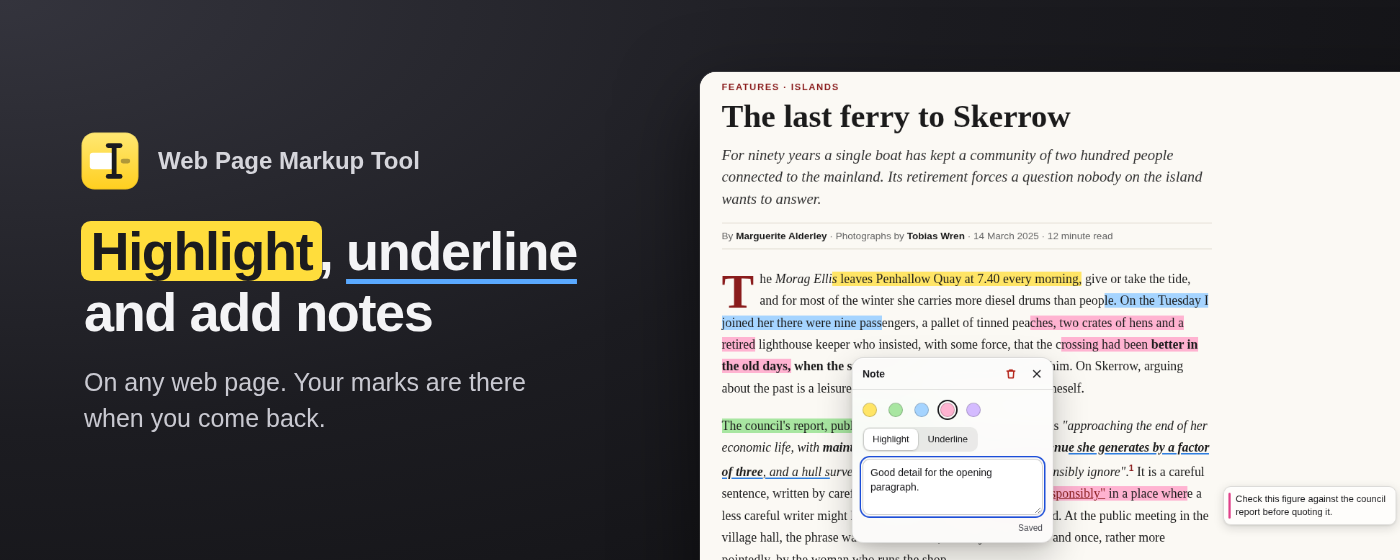 Web Page Markup Tool
Highlight, underline
and add notes
On any web page. Your marks are there
when you come back.
FEATURES · ISLANDS
The last ferry to Skerrow
For ninety years a single boat has kept a community of two hundred people
connected to the mainland. Its retirement forces a question nobody on the island
wants to answer.
By Marguerite Alderley · Photographs by Tobias Wren · 14 March 2025 · 12 minute read
The Morag Ellis leaves Penhallow Quay at 7.40 every morning, give or take the tide,
and for most of the winter she carries more diesel drums than people. On the Tuesday I
joined her there were nine passengers, a pallet of tinned peaches, two crates of hens and a
retired lighthouse keeper who insisted, with some force, that the crossing had been better in
the old days, when the s him. On Skerrow, arguing
about the past is a leisure neself.
The council's report, publ s "approaching the end of her
economic life, with maint nue she generates by a factor
of three, and a hull surve nsibly ignore".1 It is a careful
sentence, written by caref sponsibly" in a place where a
less careful writer might d. At the public meeting in the
village hall, the phrase wa and once, rather more
pointedly, by the woman who runs the shop.
Note
Highlight Underline
Good detail for the opening
paragraph.
Saved
Check this figure against the council
report before quoting it.